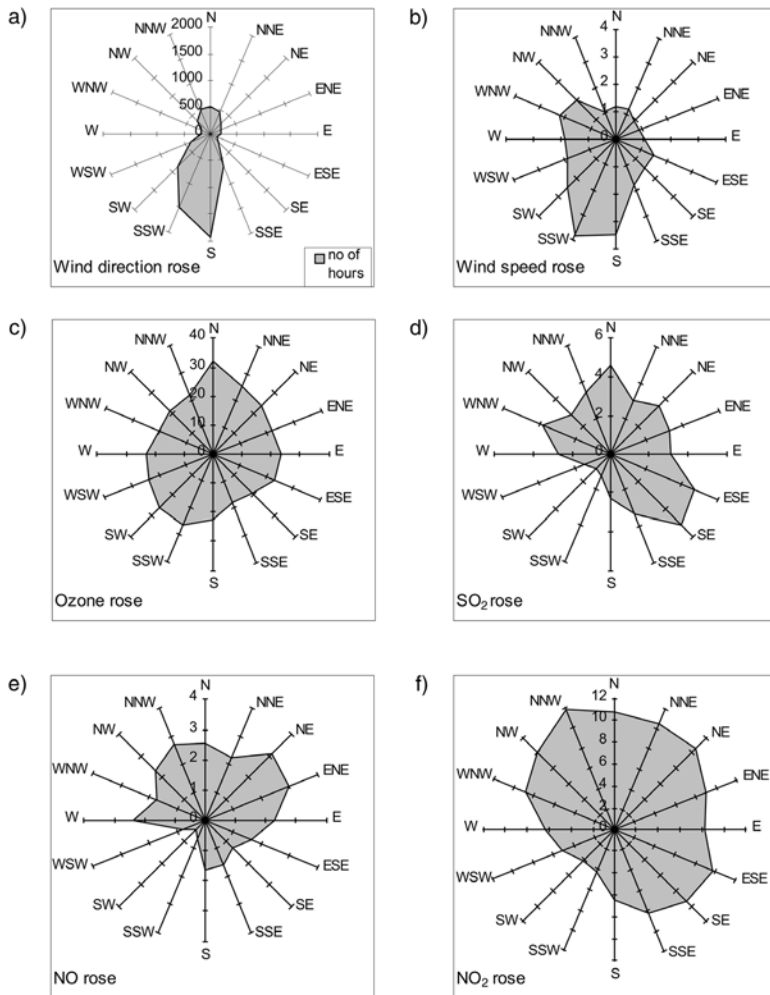 a)
N
2000
NNW NNE
1500
NW NE
1000
WNW ENE
500
W 0 E
WSW ESE
SW SE
SSW SSE
S
Wind direction rose
no of
hours
b)
N
4
NNW NNE
3
NW NE
2
WNW ENE
1
W 0 E
WSW ESE
SW SE
SSW SSE
S
Wind speed rose
c)
N
40
NNW NNE
30
NW NE
20
WNW ENE
10
W 0 E
WSW ESE
SW SE
SSW SSE
S
Ozone rose
d)
N
6
NNW NNE
4
NW NE
WNW ENE
2
W 0 E
WSW ESE
SW SE
SSW SSE
S
SO₂ rose
e)
N
4
NNW NNE
3
NW NE
2
WNW ENE
1
W 0 E
WSW ESE
SW SE
SSW SSE
S
NO rose
f)
N
12
NNW NNE
10
NW NE
8
6
WNW ENE
4
2
W 0 E
WSW ESE
SW SE
SSW SSE
S
NO₂ rose